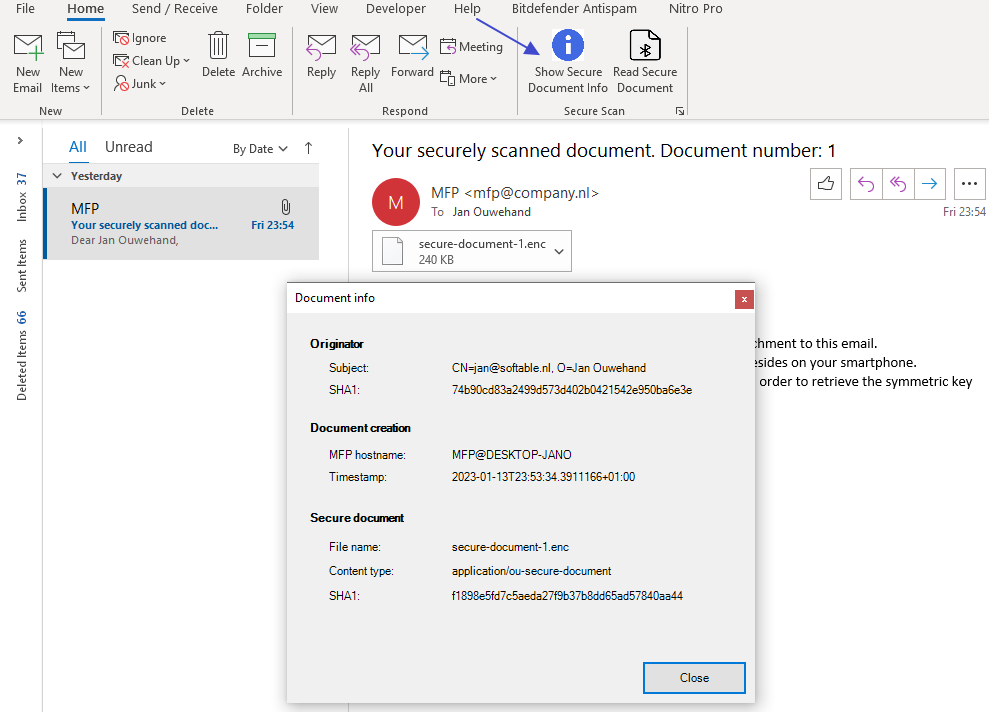 File Home Send / Receive Folder View Developer Help Bitdefender Antispam Nitro Pro
New Email
New Items
New
Ignore
Clean Up
Junk
Delete
Archive
Delete
Reply
Reply All
Forward
Meeting
More
Respond
Show Secure Document Info
Read Secure Document
Secure Scan
Inbox 37
Sent Items
Deleted Items 66
All Unread By Date
Yesterday
MFP
Your securely scanned doc... Fri 23:54
Dear Jan Ouwehand,
Your securely scanned document. Document number: 1
M
MFP <mfp@company.nl>
To Jan Ouwehand
Fri 23:54
secure-document-1.enc
240 KB
chment to this email.
esides on your smartphone.
order to retrieve the symmetric key
Document info
x
Originator
Subject: CN=jan@softable.nl, O=Jan Ouwehand
SHA1: 74b90cd83a2499d573d402b0421542e950ba6e3e
Document creation
MFP hostname: MFP@DESKTOP-JANO
Timestamp: 2023-01-13T23:53:34.3911166+01:00
Secure document
File name: secure-document-1.enc
Content type: application/ou-secure-document
SHA1: f1898e5fd7c5aeda27f9b37b8dd65ad57840aa44
Close